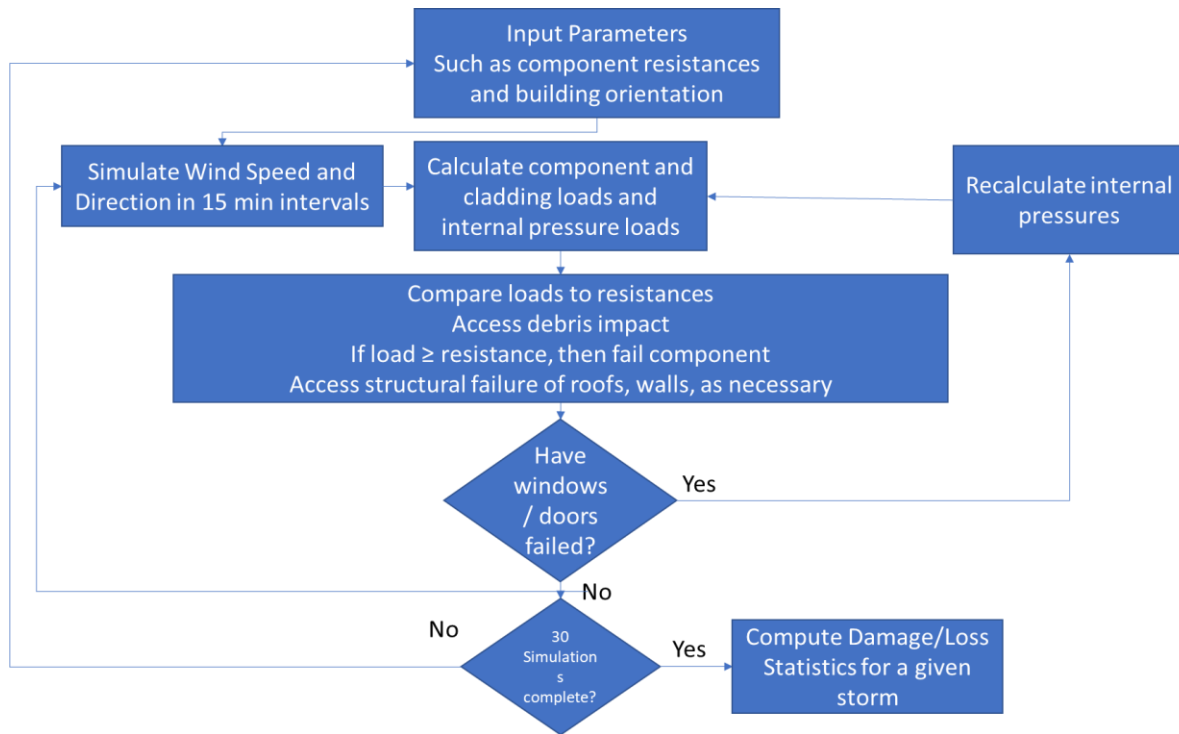 Input Parameters
Such as component resistances
and building orientation
Simulate Wind Speed and
Direction in 15 min intervals
Calculate component and
cladding loads and
internal pressure loads
Recalculate internal
pressures
Compare loads to resistances
Access debris impact
If load ≥ resistance, then fail component
Access structural failure of roofs, walls, as necessary
Have
windows
/ doors
failed?
Yes
No
No
30
Simulation
s
complete?
Yes
Compute Damage/Loss
Statistics for a given
storm